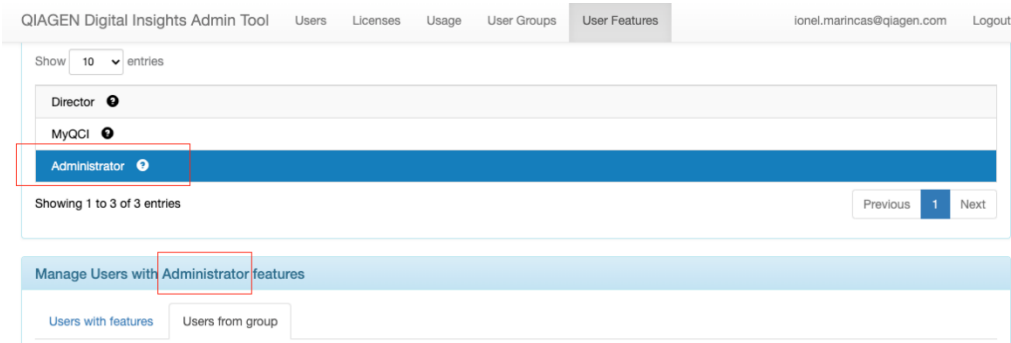 QIAGEN Digital Insights Admin Tool Users Licenses Usage User Groups User Features ionel.marincas@qiagen.com Logout
Show 10 entries
Director ?
MyQCI ?
Administrator ?
Showing 1 to 3 of 3 entries Previous 1 Next
Manage Users with Administrator features
Users with features Users from group